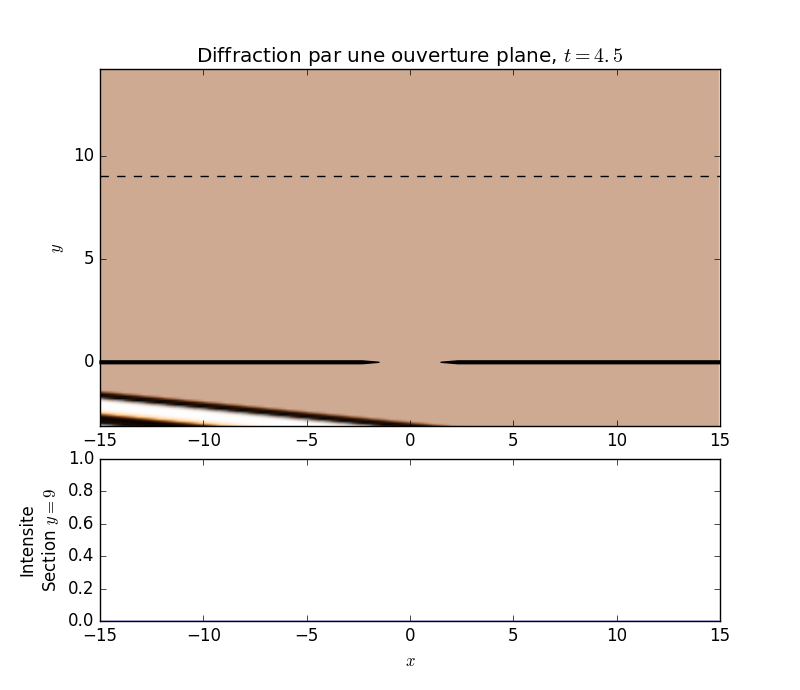 Diffraction par une ouverture plane, t = 4.5
10
5
0
y
−15 −10 −5 0 5 10 15
1.0
0.8
0.6
0.4
0.2
0.0
Intensite
Section y = 9
−15 −10 −5 0 5 10 15
x